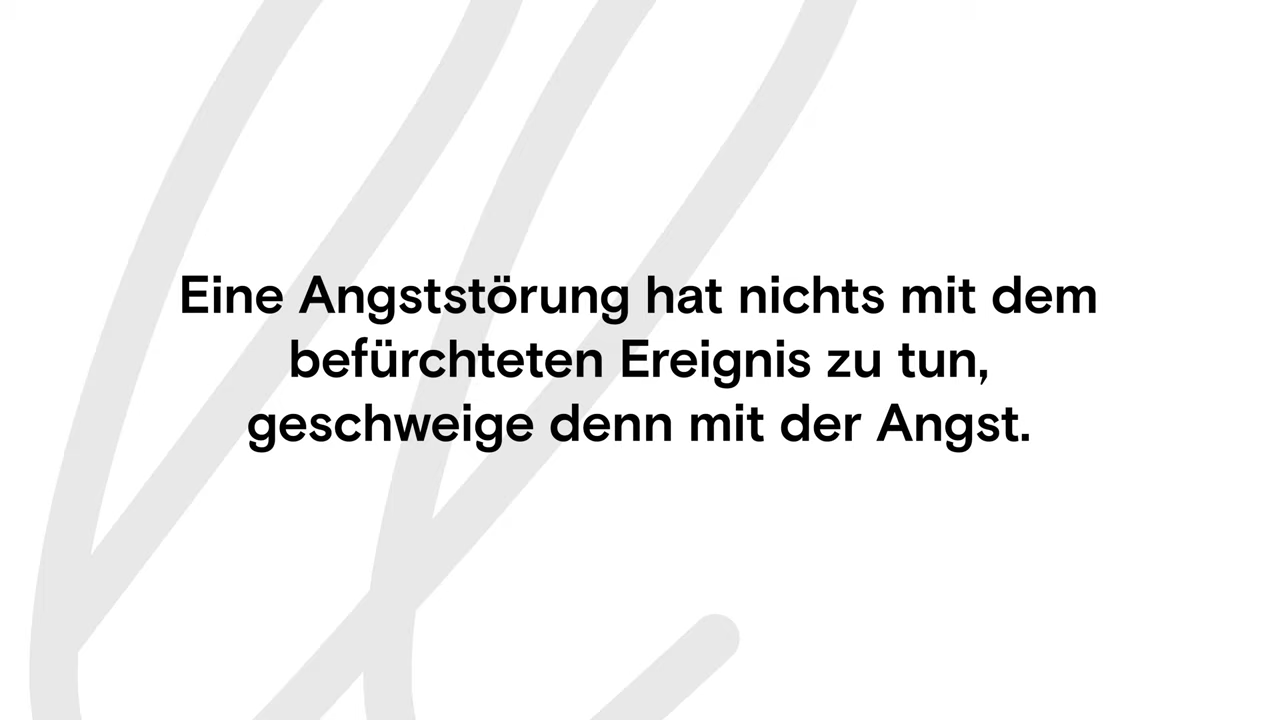 Eine Angststörung hat nichts mit dem
befürchteten Ereignis zu tun,
geschweige denn mit der Angst.